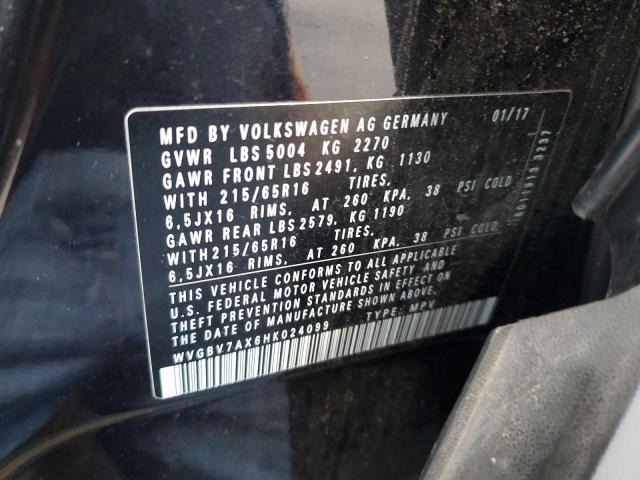 MFD BY VOLKSWAGEN AG GERMANY 01/17
GVWR LBS 5004 KG 2270
GAWR FRONT LBS 2491, KG 1130
WITH 215/65R16 TIRES,
6,5JX16 RIMS, AT 260 KPA, 38 PSI COLD
GAWR REAR LBS 2579, KG 1190
WITH 215/65R16 TIRES,
6,5JX16 RIMS, AT 260 KPA, 38 PSI COLD.
THIS VEHICLE CONFORMS TO ALL APPLICABLE
U.S. FEDERAL MOTOR VEHICLE SAFETY AND
THEFT PREVENTION STANDARDS IN EFFECT ON
THE DATE OF MANUFACTURE SHOWN ABOVE.
WVGBV7AX6HK024099 TYPE: MPV
3237